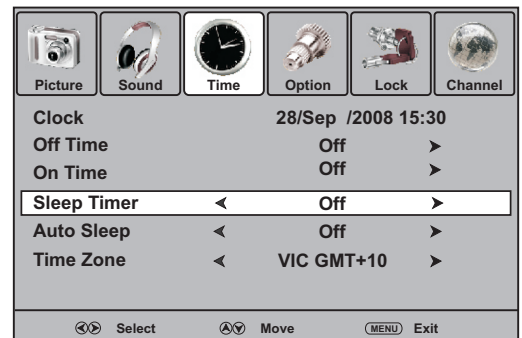 Picture Sound Time Option Lock Channel
Clock 28/Sep /2008 15:30
Off Time Off
On Time Off
Sleep Timer Off
Auto Sleep Off
Time Zone VIC GMT+10
Select Move MENU Exit